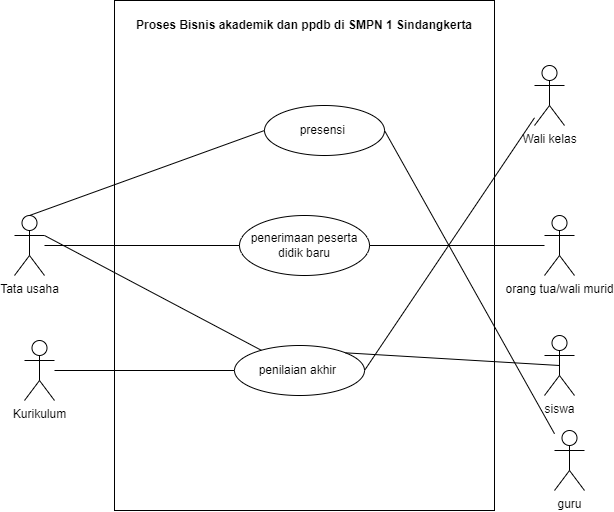 Proses Bisnis akademik dan ppdb di SMPN 1 Sindangkerta
presensi
Wali kelas
penerimaan peserta
didik baru
Tata usaha
orang tua/wali murid
penilaian akhir
Kurikulum
siswa
guru